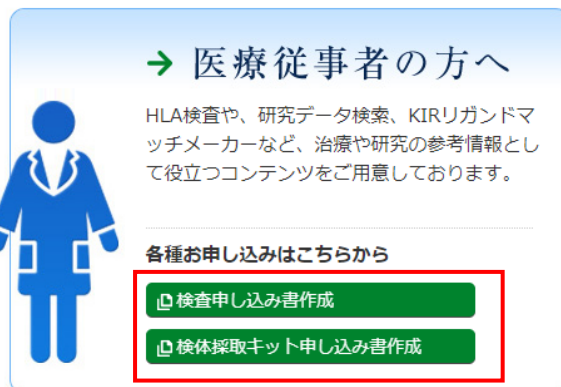 医療従事者の方へ
HLA検査や、研究データ検索、KIRリガンドマ
ッチメーカーなど、治療や研究の参考情報とし
て役立つコンテンツをご用意しております。
各種お申し込みはこちらから
検査申し込み書作成
検体採取キット申し込み書作成